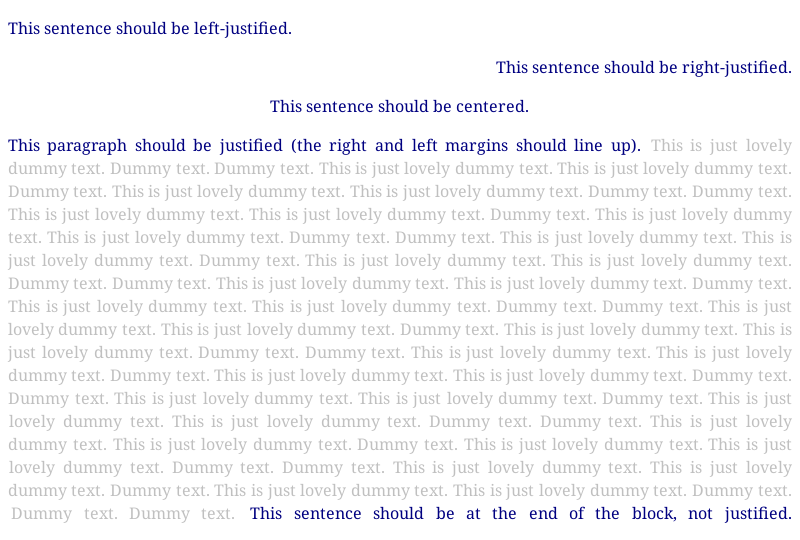 This sentence should be left-justified.
This sentence should be right-justified.
This sentence should be centered.
This paragraph should be justified (the right and left margins should line up). This is just lovely
dummy text. Dummy text. Dummy text. This is just lovely dummy text. This is just lovely dummy text.
Dummy text. This is just lovely dummy text. This is just lovely dummy text. Dummy text. Dummy text.
This is just lovely dummy text. This is just lovely dummy text. Dummy text. This is just lovely dummy
text. This is just lovely dummy text. Dummy text. Dummy text. This is just lovely dummy text. This is
just lovely dummy text. Dummy text. This is just lovely dummy text. This is just lovely dummy text.
Dummy text. Dummy text. This is just lovely dummy text. This is just lovely dummy text. Dummy text.
This is just lovely dummy text. This is just lovely dummy text. Dummy text. Dummy text. This is just
lovely dummy text. This is just lovely dummy text. Dummy text. This is just lovely dummy text. This is
just lovely dummy text. Dummy text. Dummy text. This is just lovely dummy text. This is just lovely
dummy text. Dummy text. This is just lovely dummy text. This is just lovely dummy text. Dummy text.
Dummy text. This is just lovely dummy text. This is just lovely dummy text. Dummy text. This is just
lovely dummy text. This is just lovely dummy text. Dummy text. Dummy text. This is just lovely
dummy text. This is just lovely dummy text. Dummy text. This is just lovely dummy text. This is just
lovely dummy text. Dummy text. Dummy text. This is just lovely dummy text. This is just lovely
dummy text. Dummy text. This is just lovely dummy text. This is just lovely dummy text. Dummy text.
Dummy text. Dummy text. This sentence should be at the end of the block, not justified.